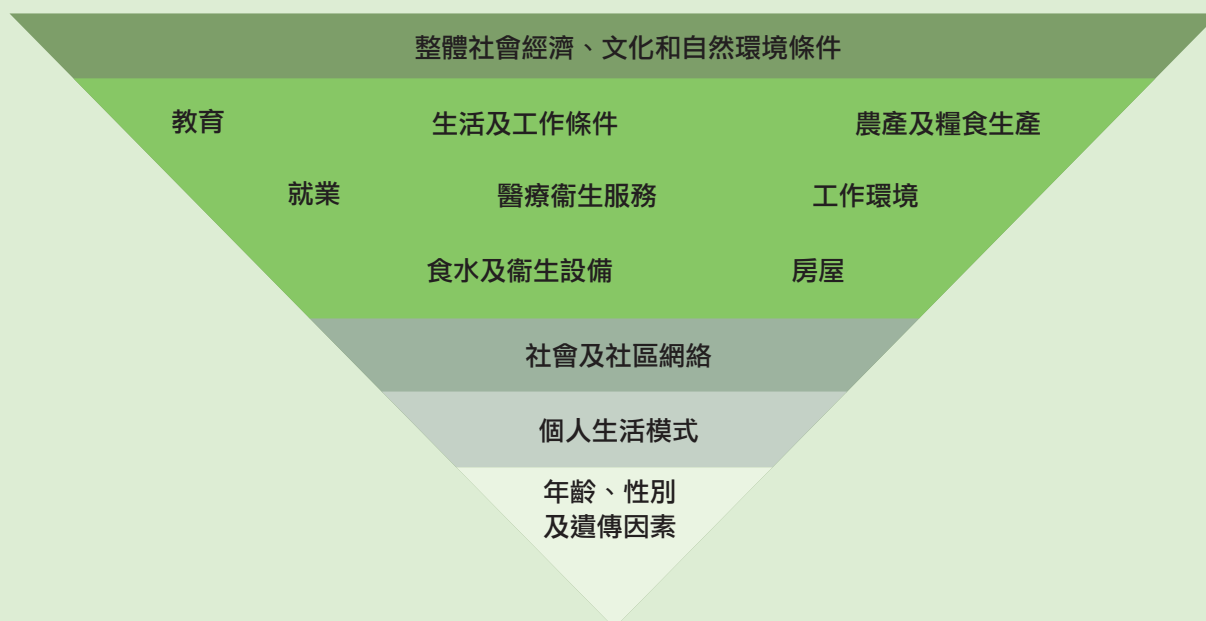 整體社會經濟、文化和自然環境條件
教育 生活及工作條件 農產及糧食生產
就業 醫療衞生服務 工作環境
食水及衞生設備 房屋
社會及社區網絡
個人生活模式
年齡、性別
及遺傳因素